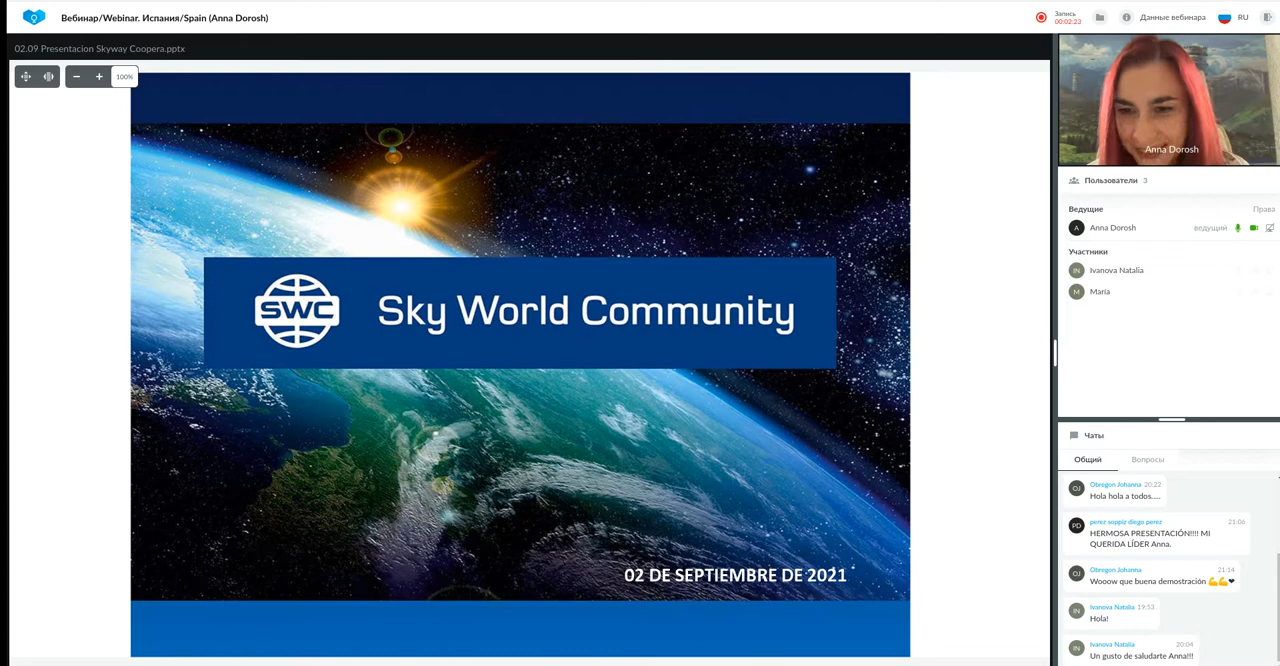 Вебинар/Webinar. Испания/Spain (Anna Dorosh)
Запись
00:02:23
Данные вебинара
RU
02.09 Presentacion Skyway Coopera.pptx
100%
SWC
Sky World Community
02 DE SEPTIEMBRE DE 2021
Anna Dorosh
Пользователи 3
Ведущие
Права
A
Anna Dorosh
ведущий
Участники
IN
Ivanova Natalia
M
María
Чаты
Общий
Вопросы
OJ
Obregon Johanna 20:22
Hola hola a todos.....
PD
perez soppiz diego perez 21:06
HERMOSA PRESENTACIÓN!!!! MI
QUERIDA LÍDER Anna.
OJ
Obregon Johanna 21:14
Wooow que buena demostración 💪💪❤
IN
Ivanova Natalia 19:53
Hola!
IN
Ivanova Natalia 20:04
Un gusto de saludarte Anna!!!